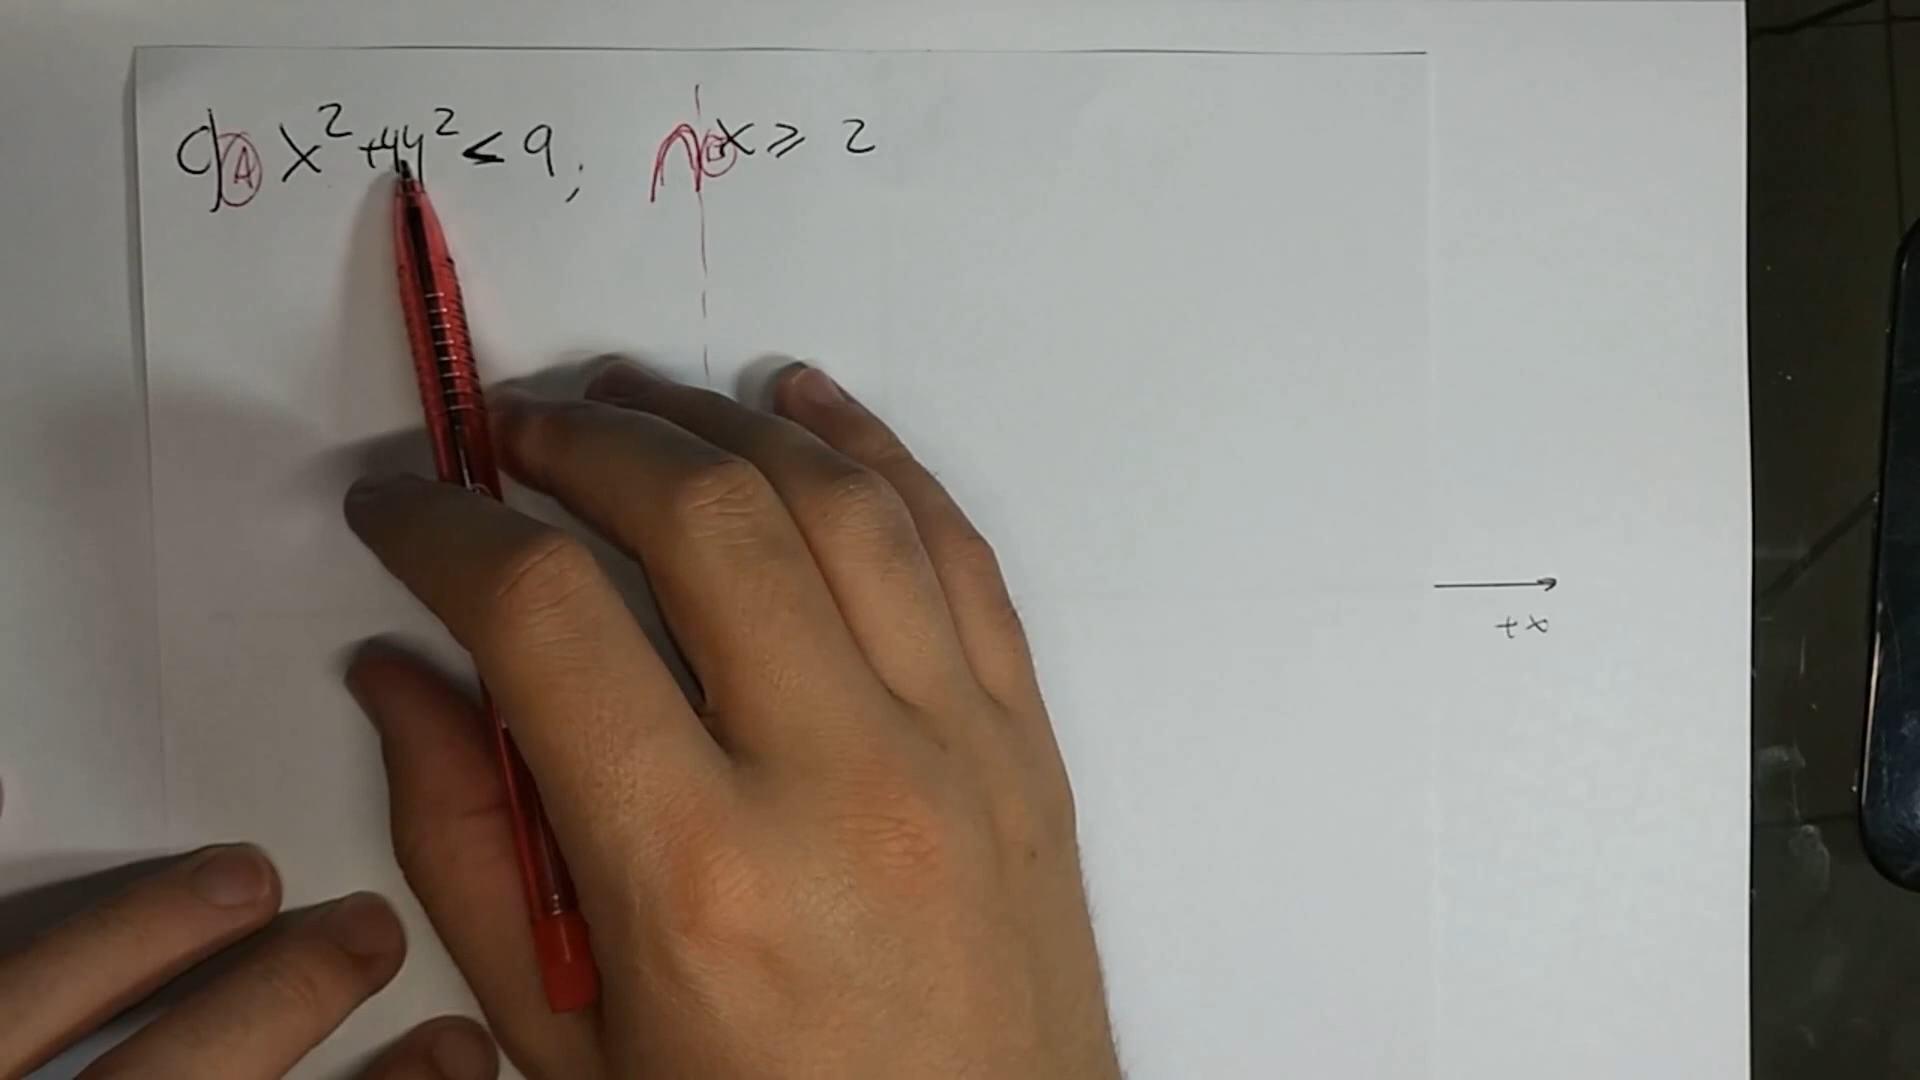 c) Ⓐ x² + 4y² < 9 ; ∩ Ⓑ x ⩾ 2
+x